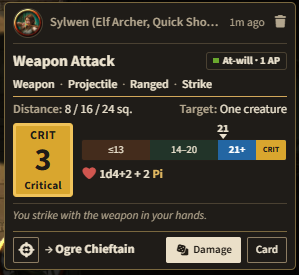 Sylwen (Elf Archer, Quick Sho... 1m ago
Weapon Attack
At-will • 1 AP
Weapon · Projectile · Ranged · Strike
Distance: 8 / 16 / 24 sq. Target: One creature
CRIT
3
Critical
21
≤13 14–20 21+ CRIT
1d4+2 + 2 Pi
You strike with the weapon in your hands.
→ Ogre Chieftain Damage Card